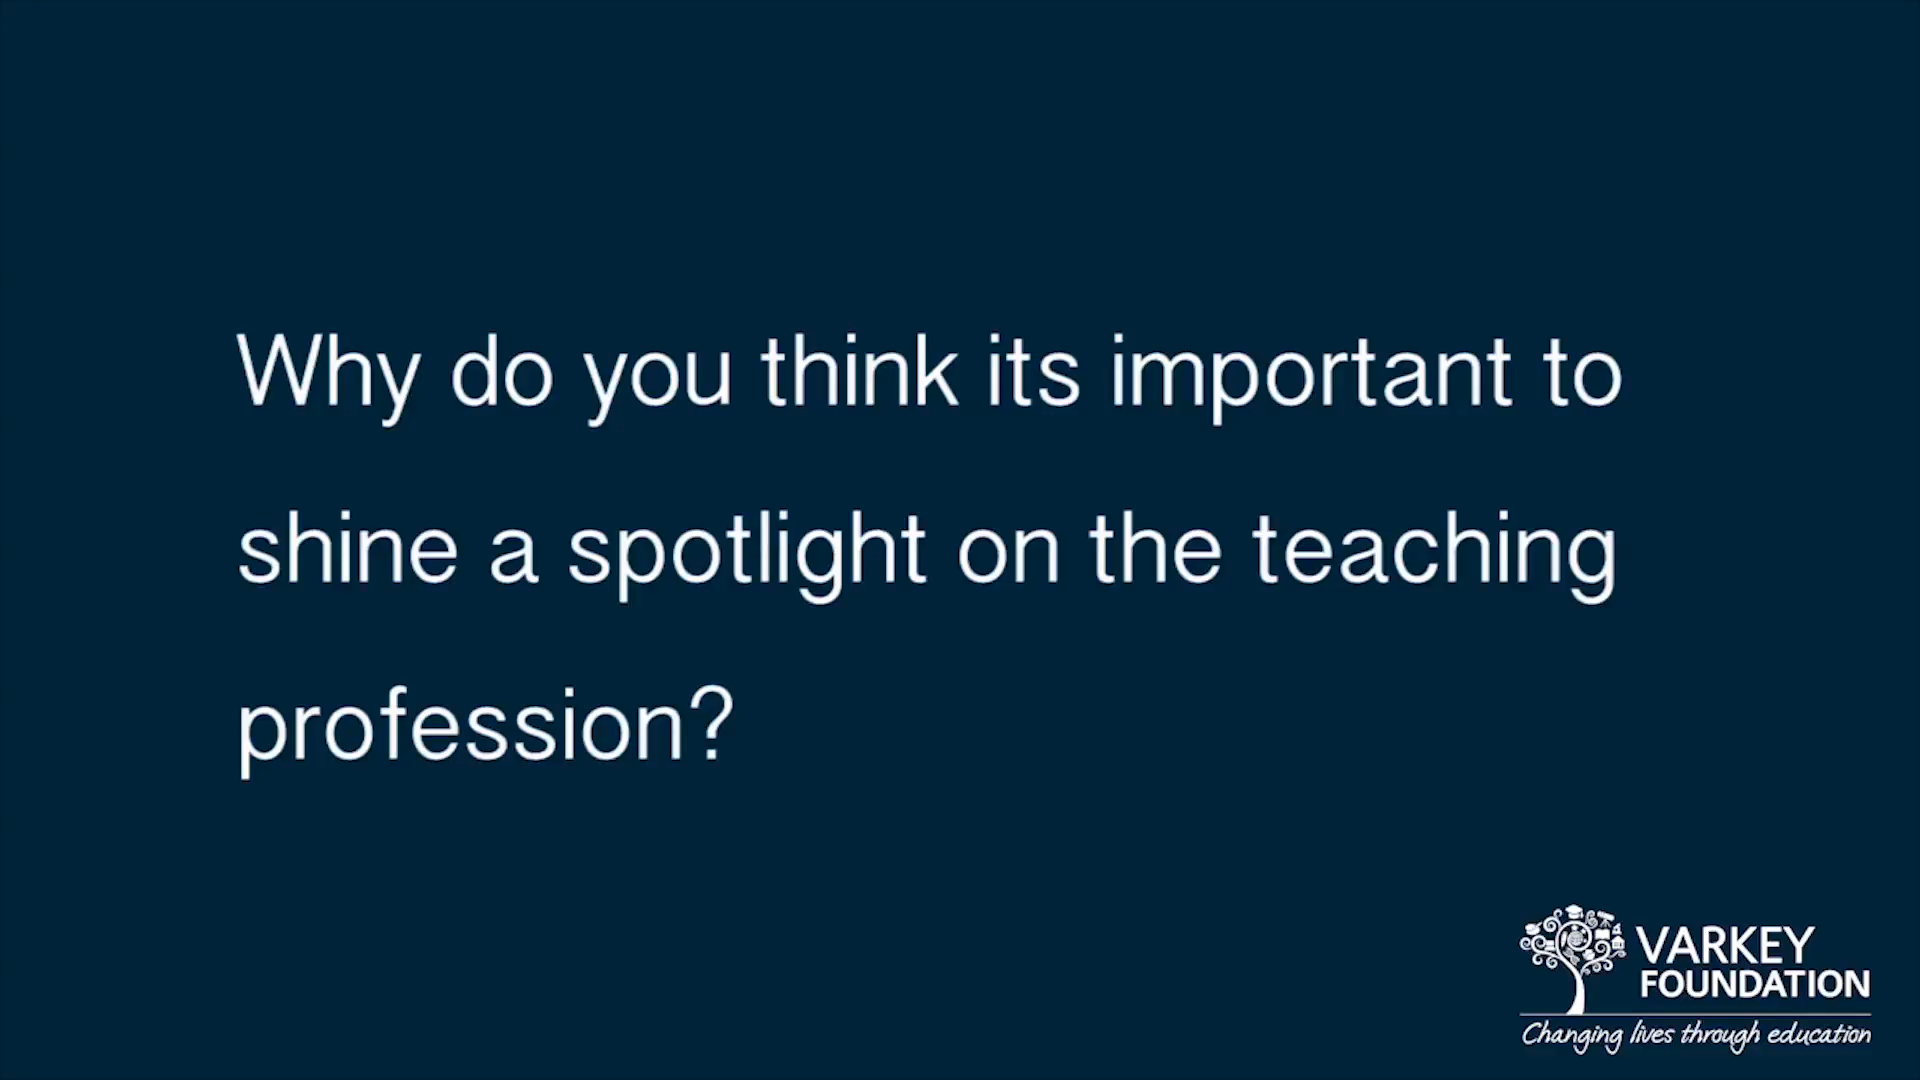 Why do you think its important to
shine a spotlight on the teaching
profession?
VARKEY
FOUNDATION
Changing lives through education